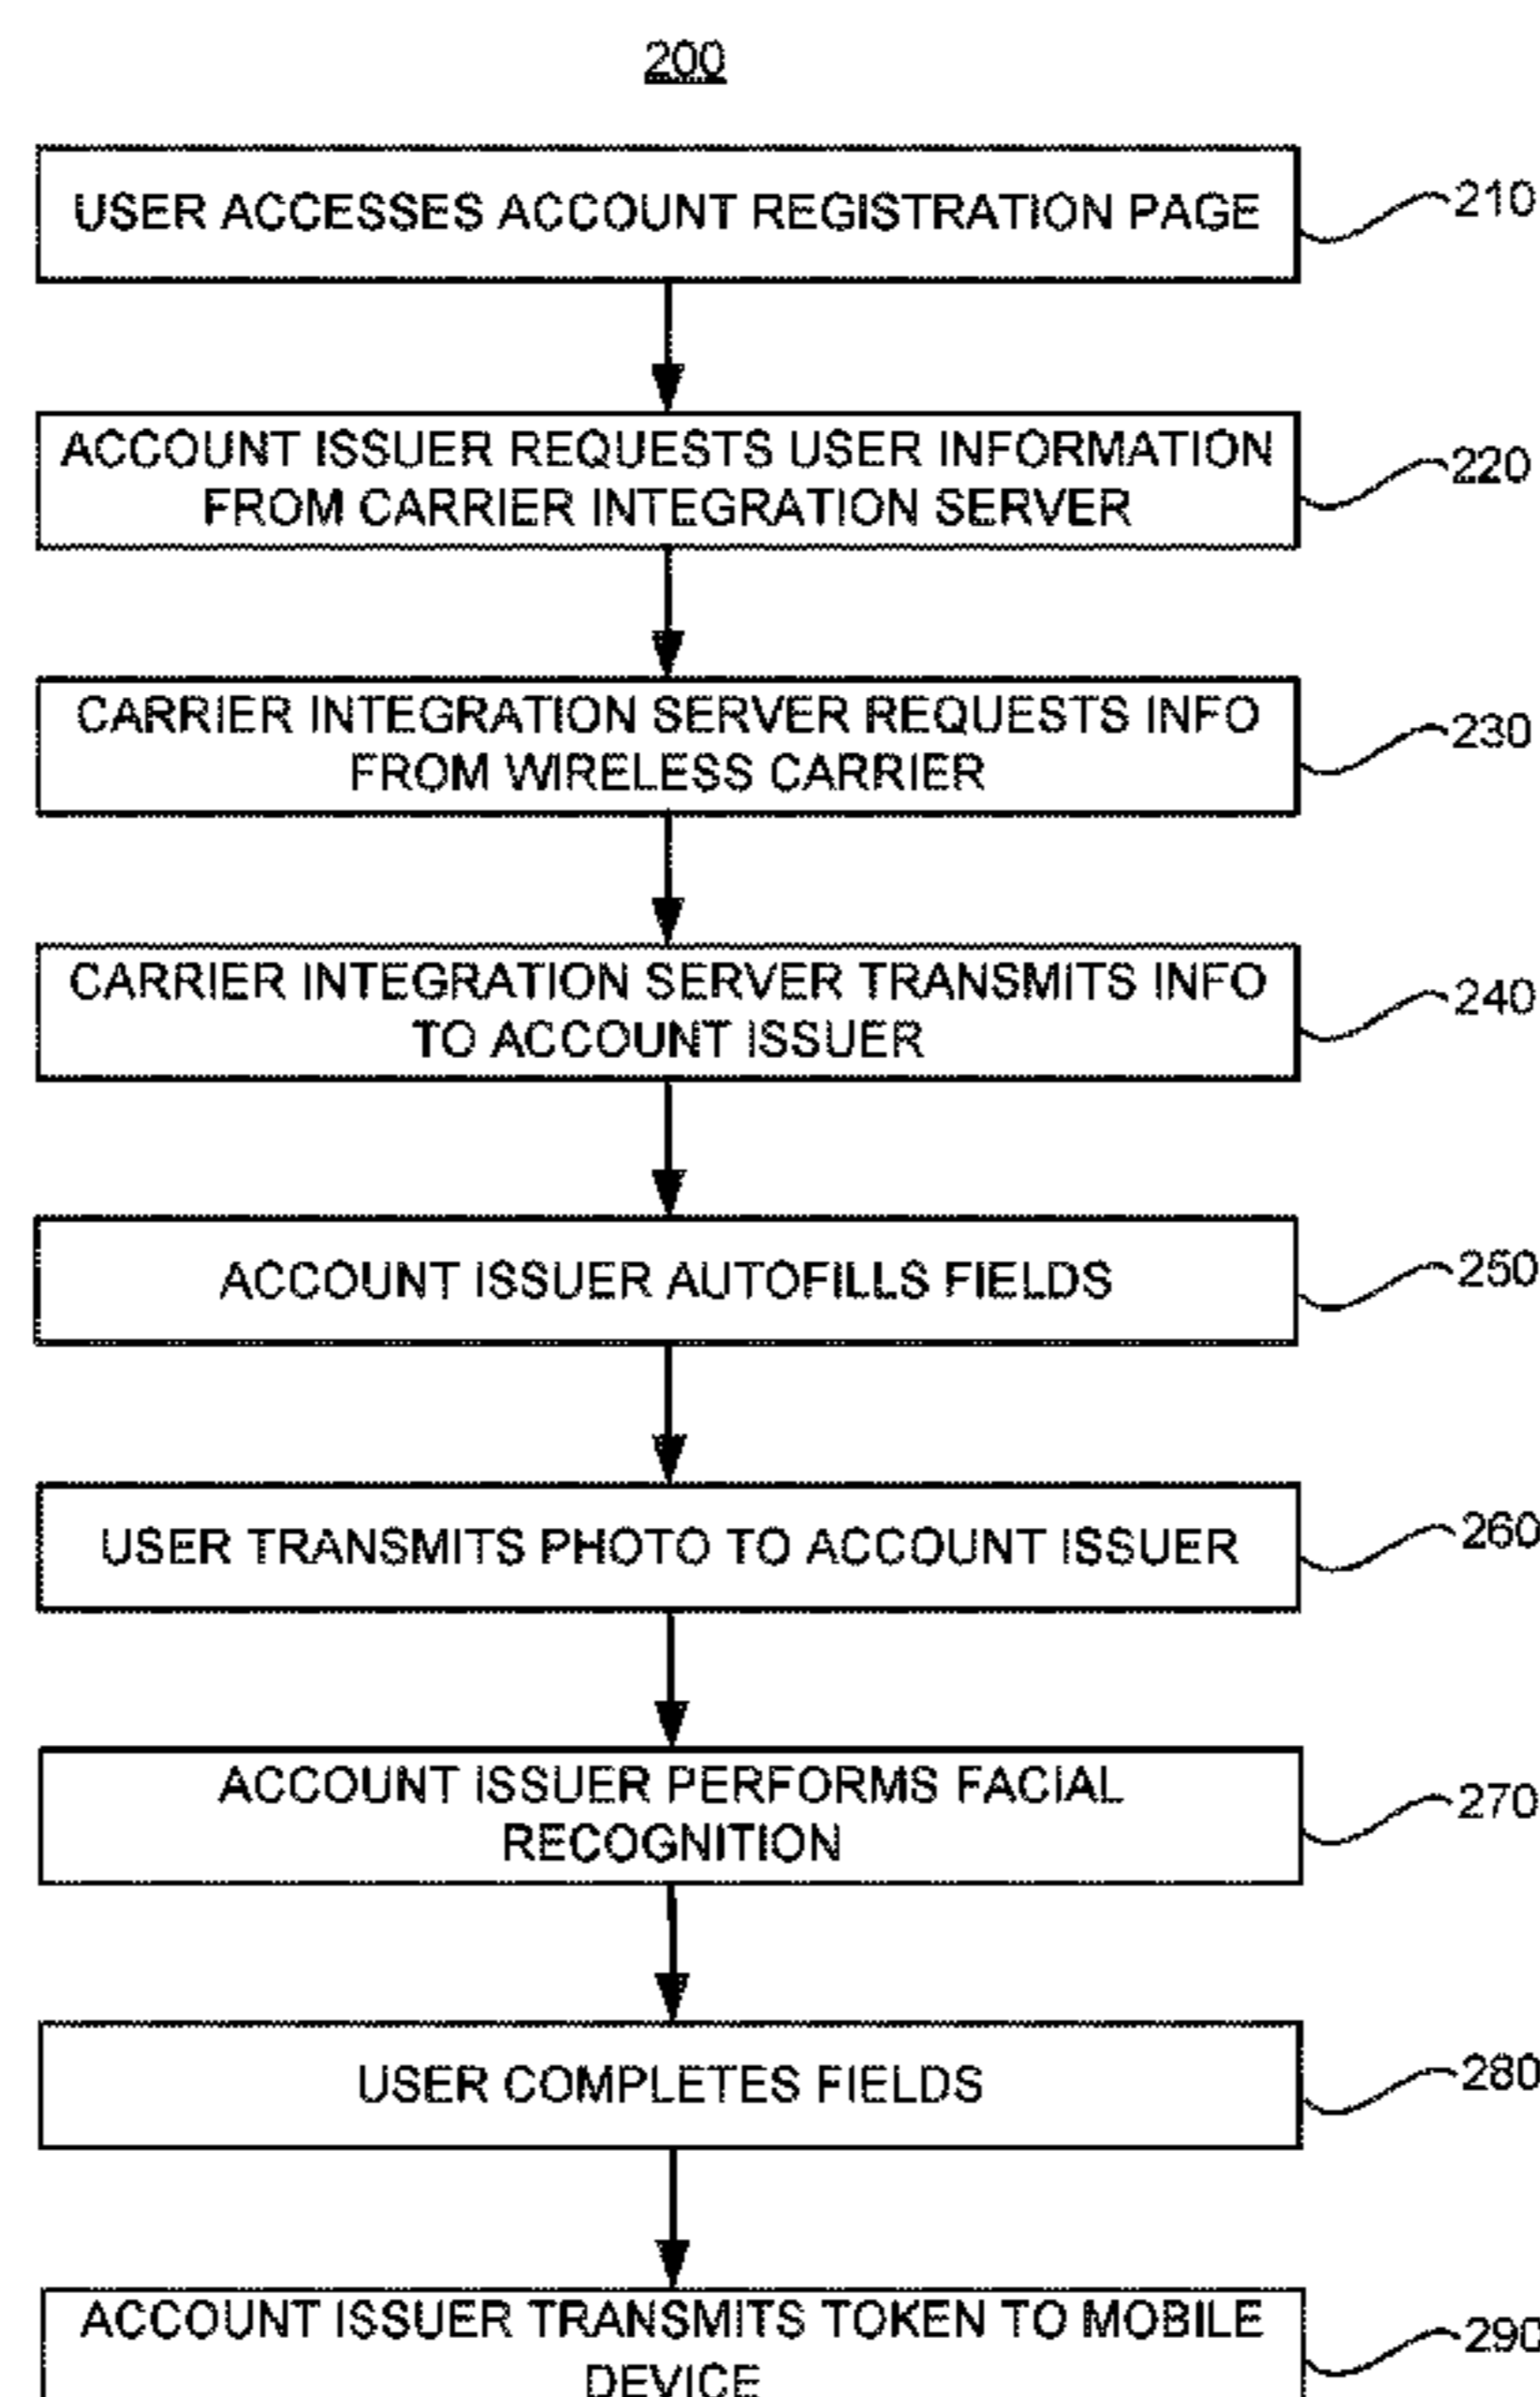 200
USER ACCESSES ACCOUNT REGISTRATION PAGE
210
ACCOUNT ISSUER REQUESTS USER INFORMATION
FROM CARRIER INTEGRATION SERVER
220
CARRIER INTEGRATION SERVER REQUESTS INFO
FROM WIRELESS CARRIER
230
CARRIER INTEGRATION SERVER TRANSMITS INFO
TO ACCOUNT ISSUER
240
ACCOUNT ISSUER AUTOFILLS FIELDS
250
USER TRANSMITS PHOTO TO ACCOUNT ISSUER
260
ACCOUNT ISSUER PERFORMS FACIAL
RECOGNITION
270
USER COMPLETES FIELDS
280
ACCOUNT ISSUER TRANSMITS TOKEN TO MOBILE
DEVICE
290